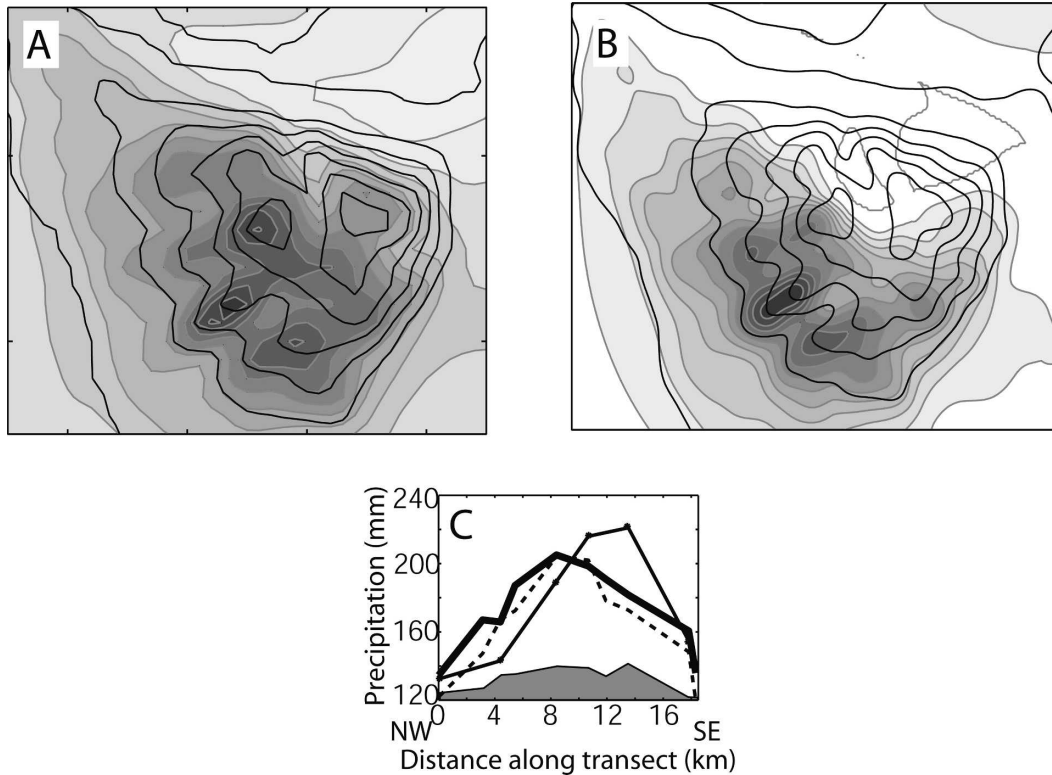 A
B
C
Precipitation (mm)
240
200
160
120
0 4 8 12 16
NW SE
Distance along transect (km)